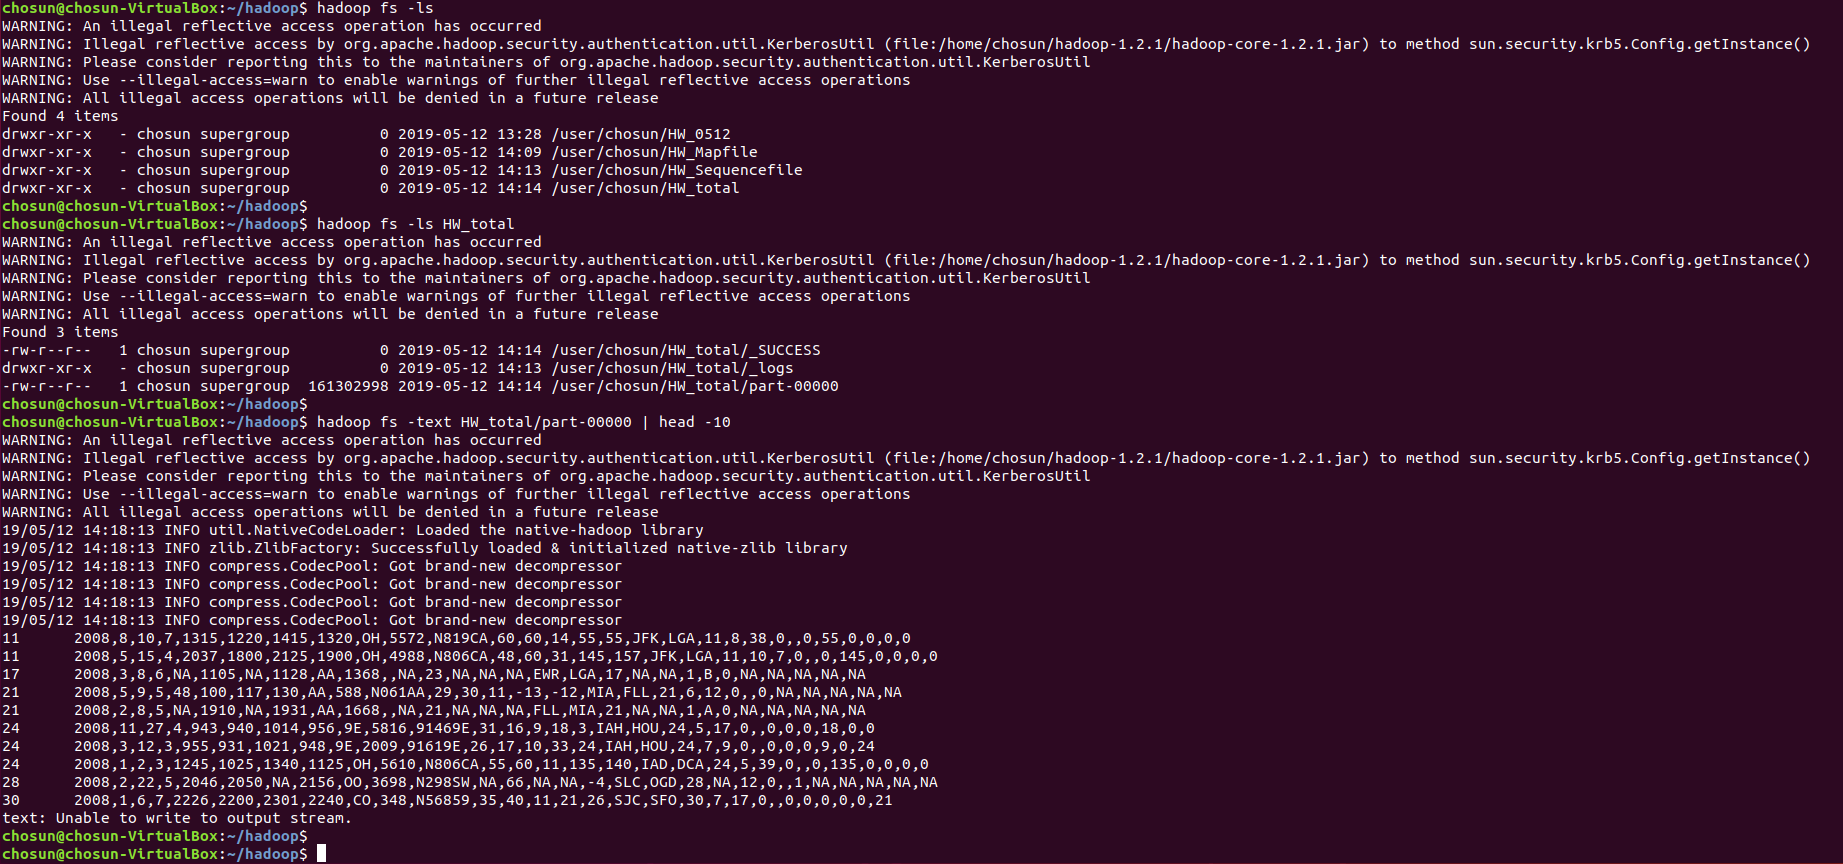 chosun@chosun-VirtualBox:~/hadoop$ hadoop fs -ls
WARNING: An illegal reflective access operation has occurred
WARNING: Illegal reflective access by org.apache.hadoop.security.authentication.util.KerberosUtil (file:/home/chosun/hadoop-1.2.1/hadoop-core-1.2.1.jar) to method sun.security.krb5.Config.getInstance()
WARNING: Please consider reporting this to the maintainers of org.apache.hadoop.security.authentication.util.KerberosUtil
WARNING: Use --illegal-access=warn to enable warnings of further illegal reflective access operations
WARNING: All illegal access operations will be denied in a future release
Found 4 items
drwxr-xr-x   - chosun supergroup          0 2019-05-12 13:28 /user/chosun/HW_0512
drwxr-xr-x   - chosun supergroup          0 2019-05-12 14:09 /user/chosun/HW_Mapfile
drwxr-xr-x   - chosun supergroup          0 2019-05-12 14:13 /user/chosun/HW_Sequencefile
drwxr-xr-x   - chosun supergroup          0 2019-05-12 14:14 /user/chosun/HW_total
chosun@chosun-VirtualBox:~/hadoop$
chosun@chosun-VirtualBox:~/hadoop$ hadoop fs -ls HW_total
WARNING: An illegal reflective access operation has occurred
WARNING: Illegal reflective access by org.apache.hadoop.security.authentication.util.KerberosUtil (file:/home/chosun/hadoop-1.2.1/hadoop-core-1.2.1.jar) to method sun.security.krb5.Config.getInstance()
WARNING: Please consider reporting this to the maintainers of org.apache.hadoop.security.authentication.util.KerberosUtil
WARNING: Use --illegal-access=warn to enable warnings of further illegal reflective access operations
WARNING: All illegal access operations will be denied in a future release
Found 3 items
-rw-r--r--   1 chosun supergroup          0 2019-05-12 14:14 /user/chosun/HW_total/_SUCCESS
drwxr-xr-x   - chosun supergroup          0 2019-05-12 14:13 /user/chosun/HW_total/_logs
-rw-r--r--   1 chosun supergroup  161302998 2019-05-12 14:14 /user/chosun/HW_total/part-00000
chosun@chosun-VirtualBox:~/hadoop$
chosun@chosun-VirtualBox:~/hadoop$ hadoop fs -text HW_total/part-00000 | head -10
WARNING: An illegal reflective access operation has occurred
WARNING: Illegal reflective access by org.apache.hadoop.security.authentication.util.KerberosUtil (file:/home/chosun/hadoop-1.2.1/hadoop-core-1.2.1.jar) to method sun.security.krb5.Config.getInstance()
WARNING: Please consider reporting this to the maintainers of org.apache.hadoop.security.authentication.util.KerberosUtil
WARNING: Use --illegal-access=warn to enable warnings of further illegal reflective access operations
WARNING: All illegal access operations will be denied in a future release
19/05/12 14:18:13 INFO util.NativeCodeLoader: Loaded the native-hadoop library
19/05/12 14:18:13 INFO zlib.ZlibFactory: Successfully loaded & initialized native-zlib library
19/05/12 14:18:13 INFO compress.CodecPool: Got brand-new decompressor
19/05/12 14:18:13 INFO compress.CodecPool: Got brand-new decompressor
19/05/12 14:18:13 INFO compress.CodecPool: Got brand-new decompressor
19/05/12 14:18:13 INFO compress.CodecPool: Got brand-new decompressor
11      2008,8,10,7,1315,1220,1415,1320,OH,5572,N819CA,60,60,14,55,55,JFK,LGA,11,8,38,0,,0,55,0,0,0,0
11      2008,5,15,4,2037,1800,2125,1900,OH,4988,N806CA,48,60,31,145,157,JFK,LGA,11,10,7,0,,0,145,0,0,0,0
17      2008,3,8,6,NA,1105,NA,1128,AA,1368,,NA,23,NA,NA,NA,EWR,LGA,17,NA,NA,1,B,0,NA,NA,NA,NA,NA
21      2008,5,9,5,48,100,117,130,AA,588,N061AA,29,30,11,-13,-12,MIA,FLL,21,6,12,0,,0,NA,NA,NA,NA,NA
21      2008,2,8,5,NA,1910,NA,1931,AA,1668,,NA,21,NA,NA,NA,FLL,MIA,21,NA,NA,1,A,0,NA,NA,NA,NA,NA
24      2008,11,27,4,943,940,1014,956,9E,5816,91469E,31,16,9,18,3,IAH,HOU,24,5,17,0,,0,0,0,18,0,0
24      2008,3,12,3,955,931,1021,948,9E,2009,91619E,26,17,10,33,24,IAH,HOU,24,7,9,0,,0,0,0,9,0,24
24      2008,1,2,3,1245,1025,1340,1125,OH,5610,N806CA,55,60,11,135,140,IAD,DCA,24,5,39,0,,0,135,0,0,0,0
28      2008,2,22,5,2046,2050,NA,2156,OO,3698,N298SW,NA,66,NA,NA,-4,SLC,OGD,28,NA,12,0,,1,NA,NA,NA,NA,NA
30      2008,1,6,7,2226,2200,2301,2240,CO,348,N56859,35,40,11,21,26,SJC,SFO,30,7,17,0,,0,0,0,0,0,21
text: Unable to write to output stream.
chosun@chosun-VirtualBox:~/hadoop$
chosun@chosun-VirtualBox:~/hadoop$